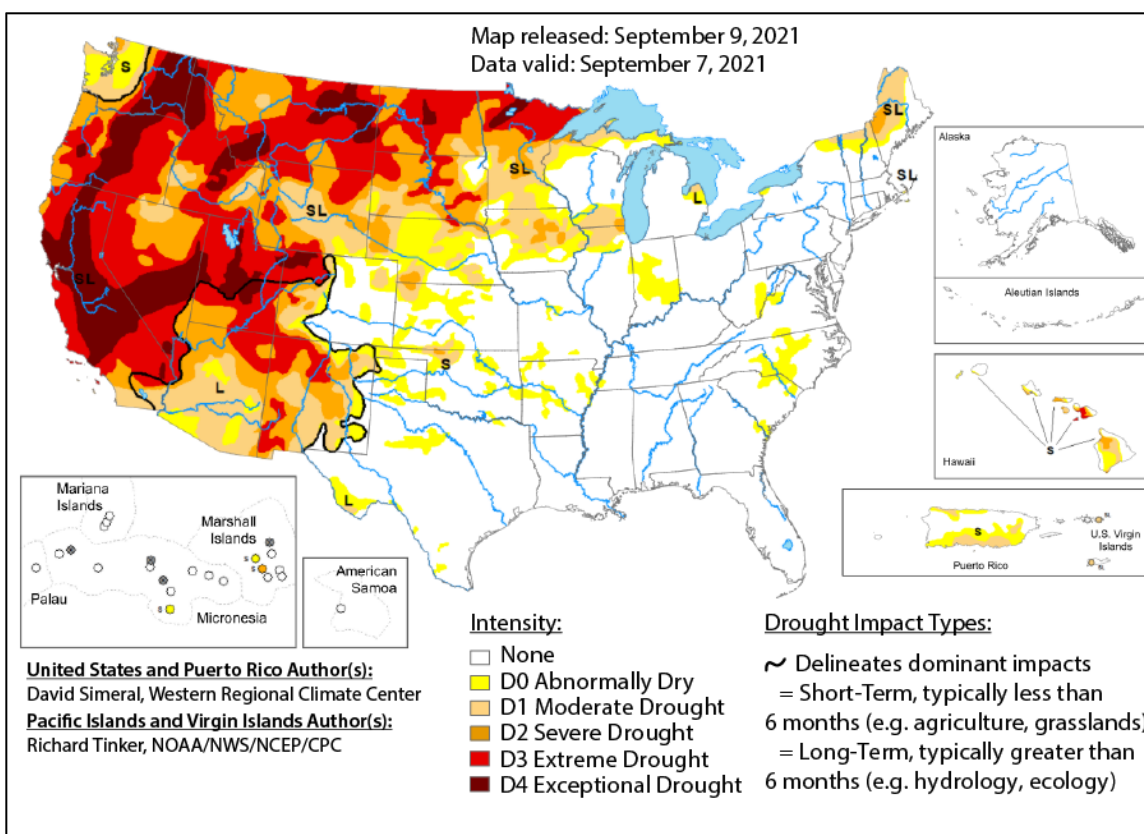 Map released: September 9, 2021
Data valid: September 7, 2021
S
SL
SL
SL
SL
SL
L
L
S
L
Alaska
Aleutian Islands
Hawaii
S
S
Puerto Rico
U.S. Virgin
Islands
SL
SL
Mariana
Islands
Marshall
Islands
S
S
S
Palau
Micronesia
American
Samoa
United States and Puerto Rico Author(s):
David Simeral, Western Regional Climate Center
Pacific Islands and Virgin Islands Author(s):
Richard Tinker, NOAA/NWS/NCEP/CPC
Intensity:
None
D0 Abnormally Dry
D1 Moderate Drought
D2 Severe Drought
D3 Extreme Drought
D4 Exceptional Drought
Drought Impact Types:
Delineates dominant impacts
= Short-Term, typically less than
6 months (e.g. agriculture, grasslands)
= Long-Term, typically greater than
6 months (e.g. hydrology, ecology)